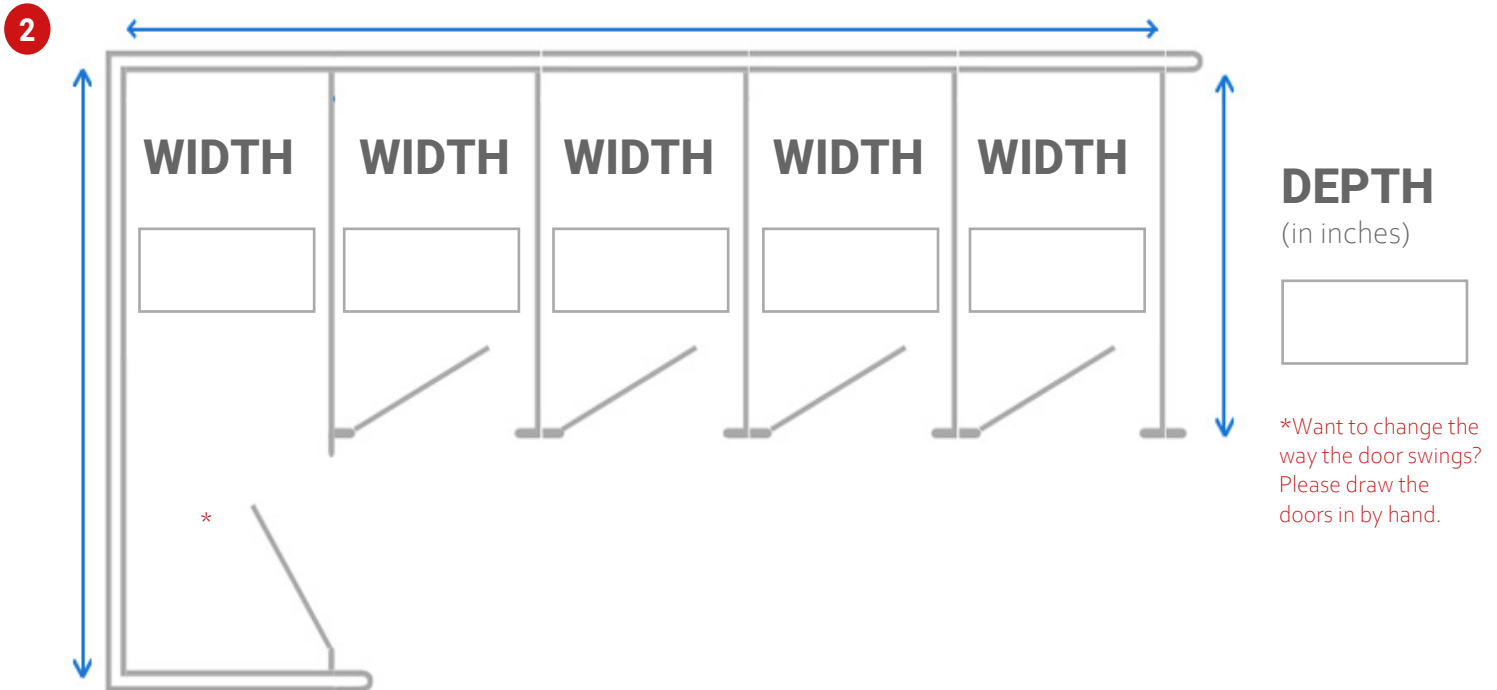 2
WIDTH WIDTH WIDTH WIDTH WIDTH
DEPTH
(in inches)
*Want to change the
way the door swings?
Please draw the
doors in by hand.
*